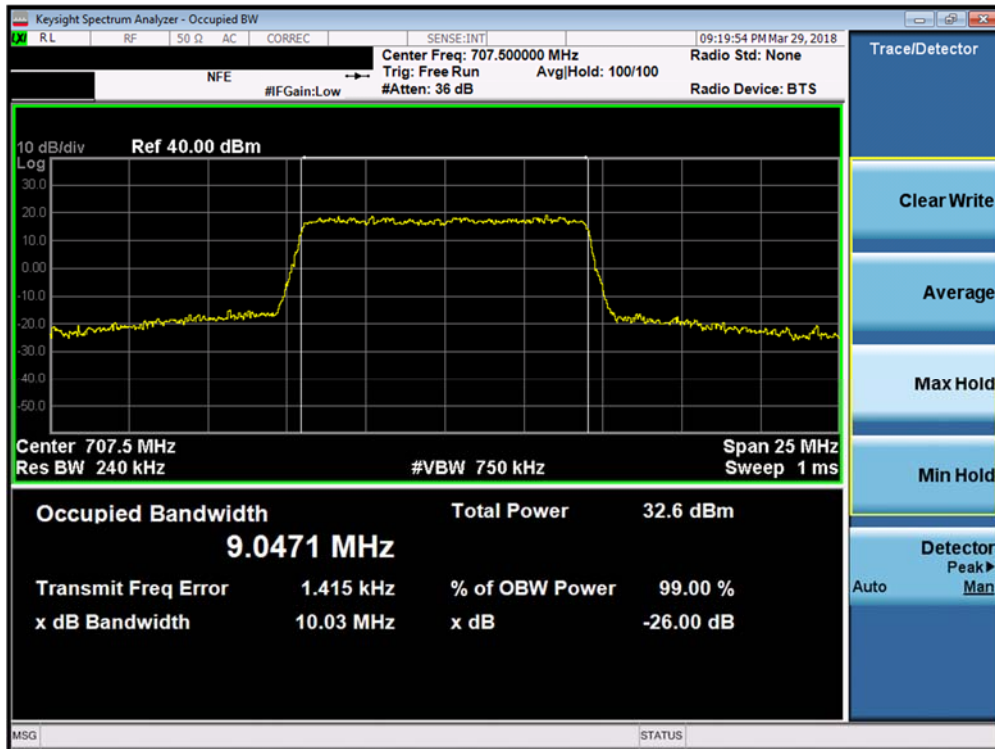 Keysight Spectrum Analyzer - Occupied BW
LXI RL RF 50 Ω AC CORREC SENSE:INT 09:19:54 PM Mar 29, 2018
Center Freq: 707.500000 MHz Radio Std: None
NFE Trig: Free Run Avg|Hold: 100/100
#IFGain:Low #Atten: 36 dB Radio Device: BTS
Trace/Detector
10 dB/div Ref 40.00 dBm
Log
30.0
20.0
10.0
0.00
-10.0
-20.0
-30.0
-40.0
-50.0
Center 707.5 MHz Span 25 MHz
Res BW 240 kHz #VBW 750 kHz Sweep 1 ms
Occupied Bandwidth Total Power 32.6 dBm
9.0471 MHz
Transmit Freq Error 1.415 kHz % of OBW Power 99.00 %
x dB Bandwidth 10.03 MHz x dB -26.00 dB
Clear Write
Average
Max Hold
Min Hold
Detector
Peak▶
Auto Man
MSG STATUS